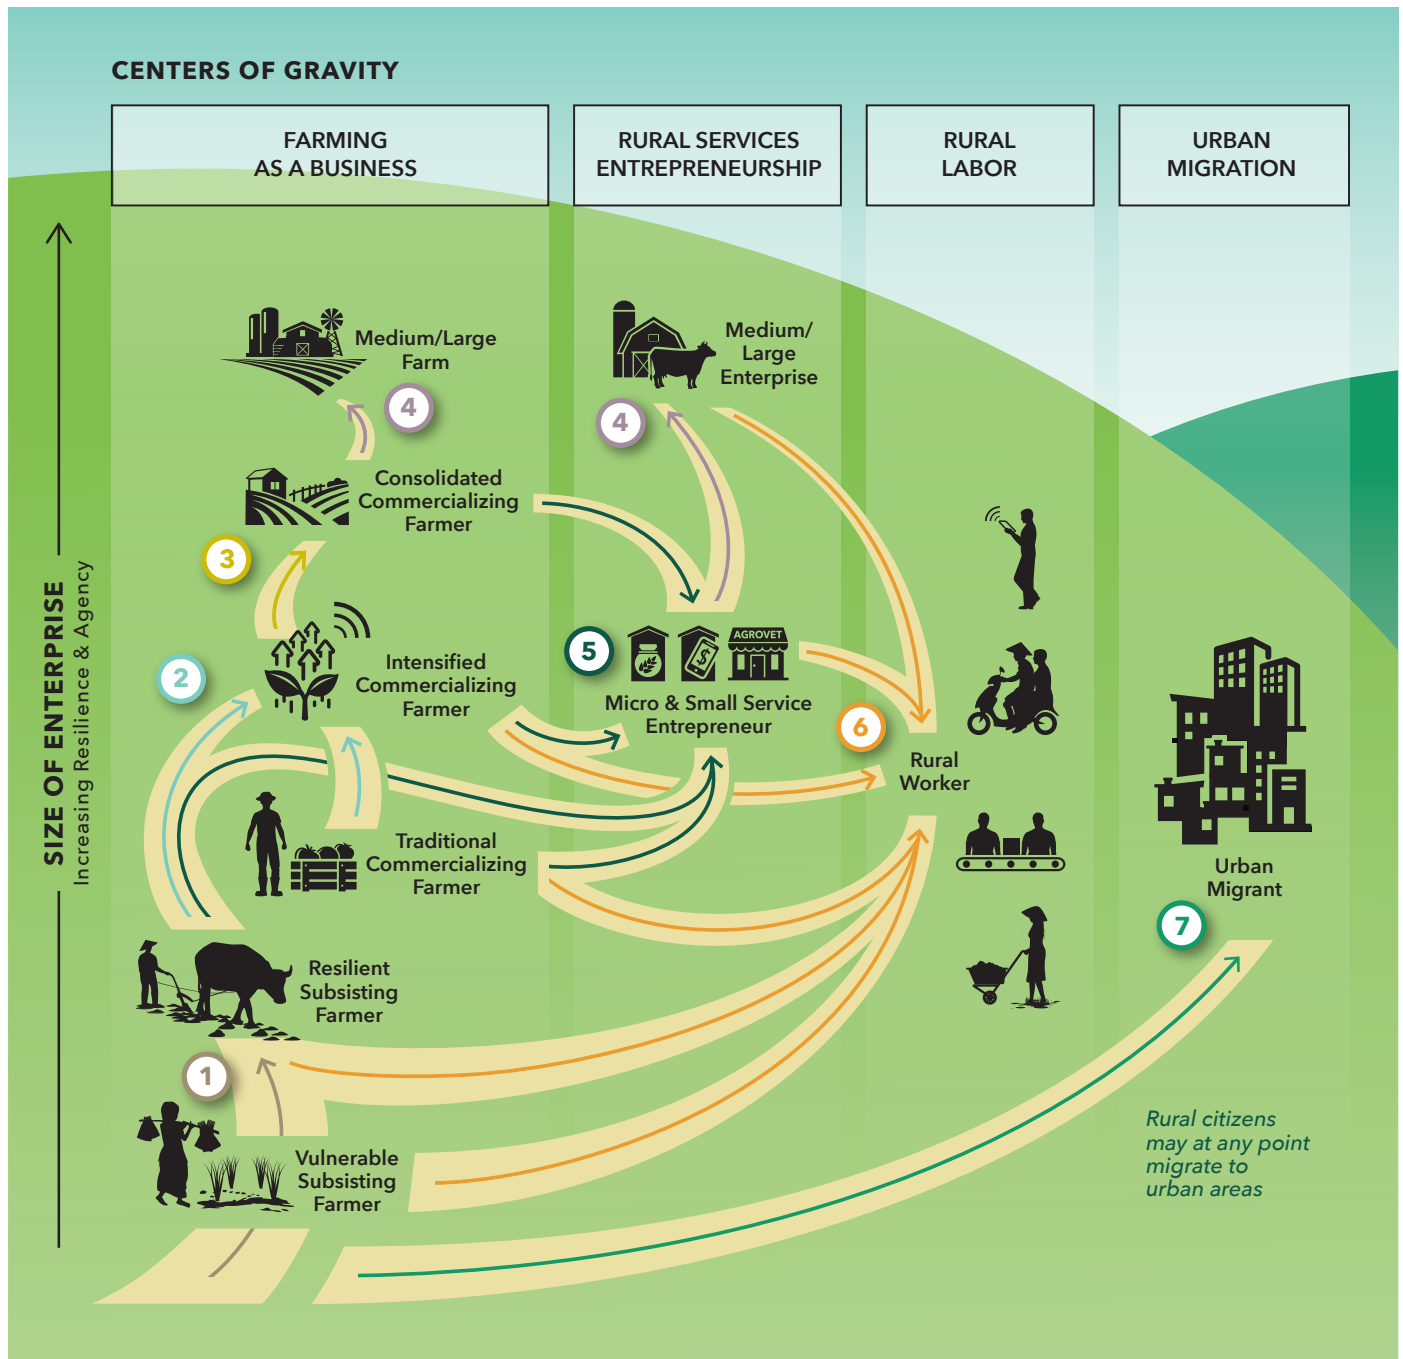 CENTERS OF GRAVITY
FARMING
AS A BUSINESS
RURAL SERVICES
ENTREPRENEURSHIP
RURAL
LABOR
URBAN
MIGRATION
SIZE OF ENTERPRISE
Increasing Resilience & Agency
Medium/Large
Farm
4
Medium/
Large
Enterprise
4
Consolidated
Commercializing
Farmer
3
Intensified
Commercializing
Farmer
2
5
AGROVET
$
Micro & Small Service
Entrepreneur
6
Rural
Worker
Traditional
Commercializing
Farmer
Urban
Migrant
7
Resilient
Subsisting
Farmer
1
Vulnerable
Subsisting
Farmer
Rural citizens
may at any point
migrate to
urban areas